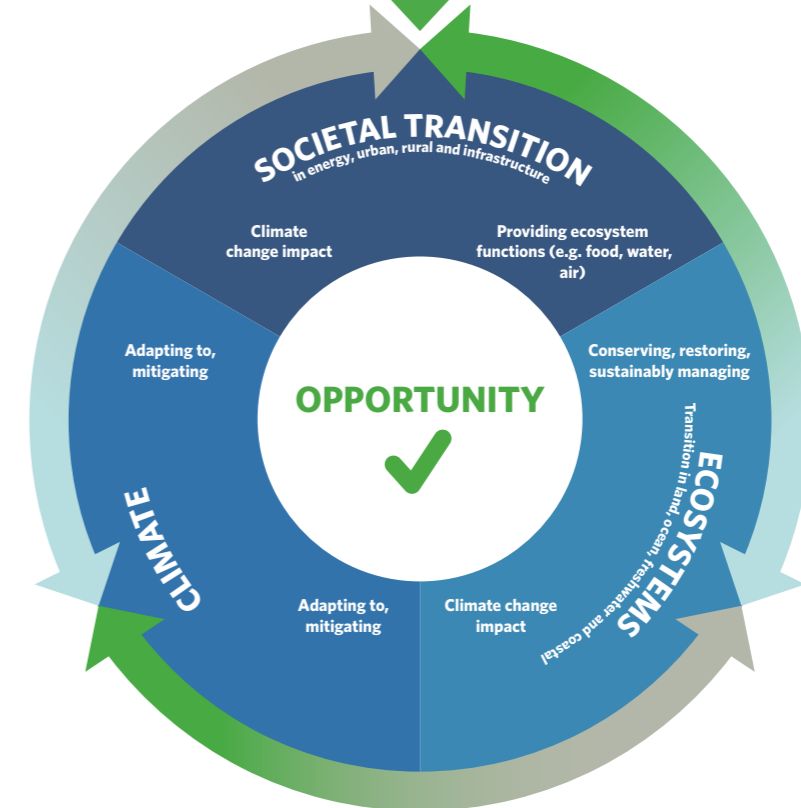 SOCIETAL TRANSITION
in energy, urban, rural and infrastructure
Climate
change impact
Providing ecosystem
functions (e.g. food, water,
air)
Adapting to,
mitigating
Conserving, restoring,
sustainably managing
OPPORTUNITY
ECOSYSTEMS
Transition in land, ocean, freshwater and coastal
CLIMATE
Adapting to,
mitigating
Climate change
impact